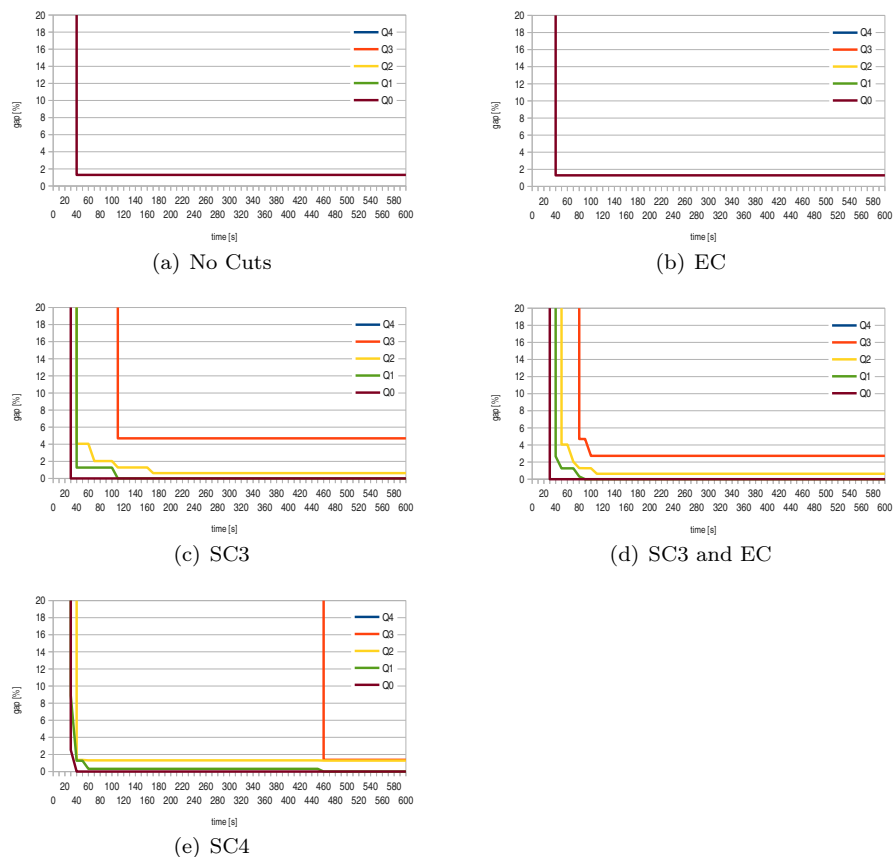 20
18
16
14
12
10
8
6
4
2
0
gap [%]
Q4
Q3
Q2
Q1
Q0
20 60 100 140 180 220 260 300 340 380 420 460 500 540 580
0 40 80 120 160 200 240 280 320 360 400 440 480 520 560 600
time [s]
(a) No Cuts
20
18
16
14
12
10
8
6
4
2
0
gap [%]
Q4
Q3
Q2
Q1
Q0
20 60 100 140 180 220 260 300 340 380 420 460 500 540 580
0 40 80 120 160 200 240 280 320 360 400 440 480 520 560 600
time [s]
(b) EC
20
18
16
14
12
10
8
6
4
2
0
gap [%]
Q4
Q3
Q2
Q1
Q0
20 60 100 140 180 220 260 300 340 380 420 460 500 540 580
0 40 80 120 160 200 240 280 320 360 400 440 480 520 560 600
time [s]
(c) SC3
20
18
16
14
12
10
8
6
4
2
0
gap [%]
Q4
Q3
Q2
Q1
Q0
20 60 100 140 180 220 260 300 340 380 420 460 500 540 580
0 40 80 120 160 200 240 280 320 360 400 440 480 520 560 600
time [s]
(d) SC3 and EC
20
18
16
14
12
10
8
6
4
2
0
gap [%]
Q4
Q3
Q2
Q1
Q0
20 60 100 140 180 220 260 300 340 380 420 460 500 540 580
0 40 80 120 160 200 240 280 320 360 400 440 480 520 560 600
time [s]
(e) SC4